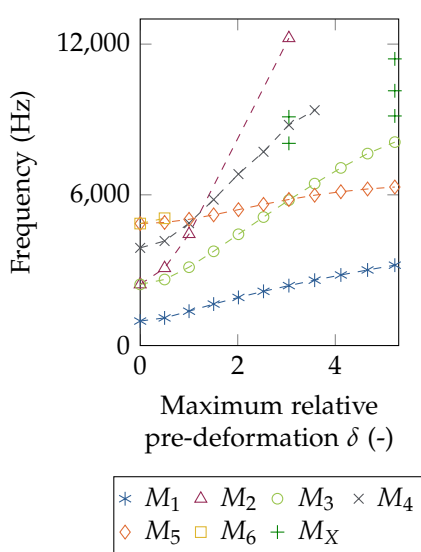 12,000
6,000
0
Frequency (Hz)
0 2 4
Maximum relative
pre-deformation δ (-)
M₁ M₂ M₃ M₄
M₅ M₆ M_X